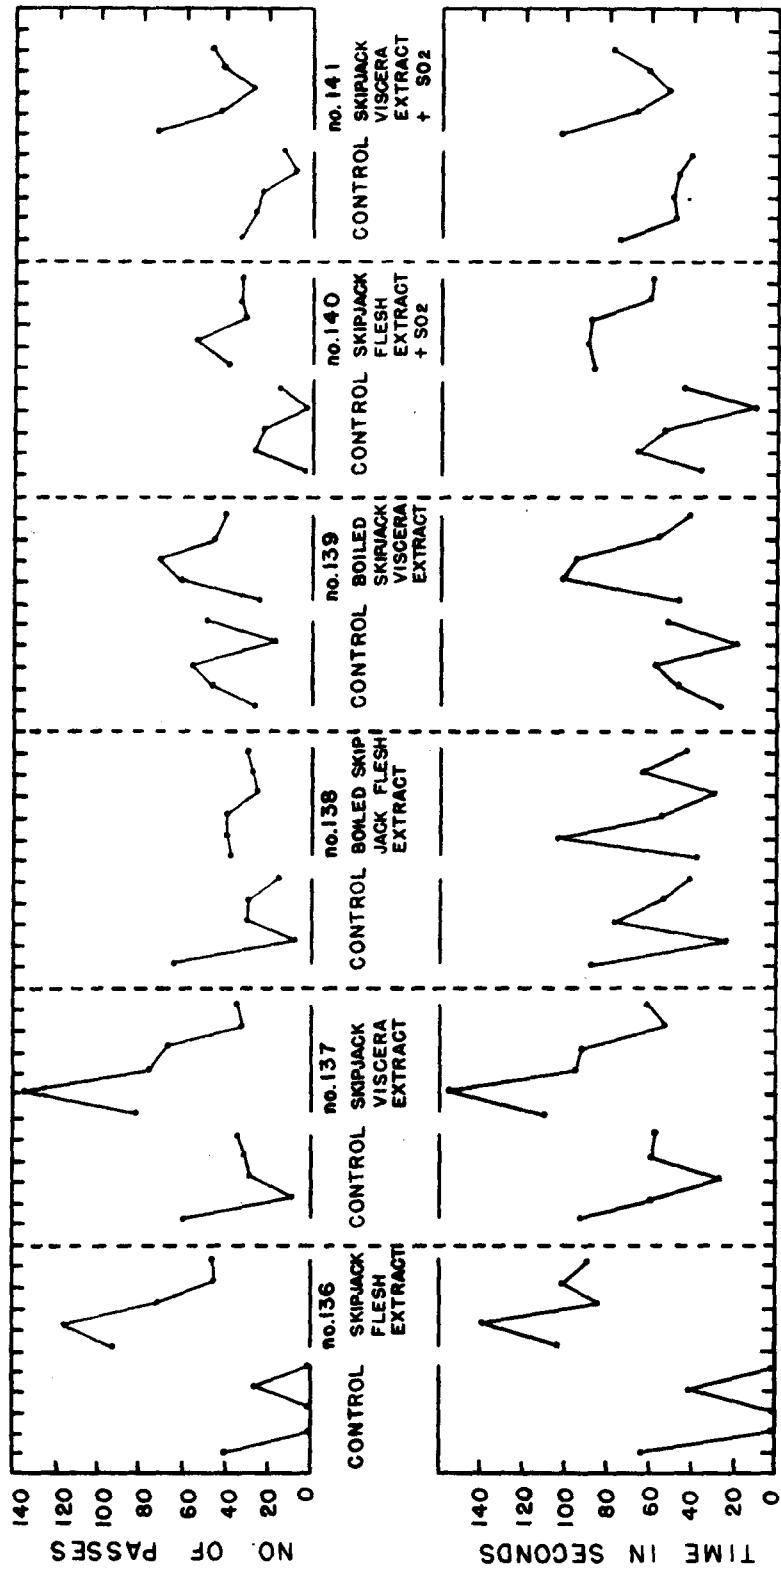 140
120
100
80
60
40
20
0
NO. OF PASSES
CONTROL
no.136
SKIPJACK
FLESH
EXTRACT
CONTROL
no.137
SKIPJACK
VISCERA
EXTRACT
CONTROL
no.138
BOILED SKIP
JACK FLESH
EXTRACT
CONTROL
no.139
BOILED
SKIPJACK
VISCERA
EXTRACT
CONTROL
no.140
SKIPJACK
FLESH
EXTRACT
+ SO2
CONTROL
no.141
SKIPJACK
VISCERA
EXTRACT
+ SO2
140
120
100
80
60
40
20
0
TIME IN SECONDS